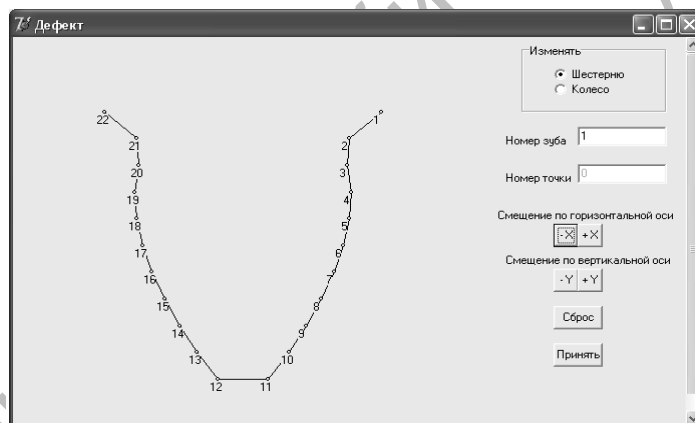 Дефект
Изменять
Шестерню
Колесо
22
1
21
2
Номер зуба 1
20
3
Номер точки 0
19
4
18
5
Смещение по горизонтальной оси
-X +X
17
6
Смещение по вертикальной оси
16
7
-Y +Y
15
8
Сброс
14
9
13
10
Принять
12
11